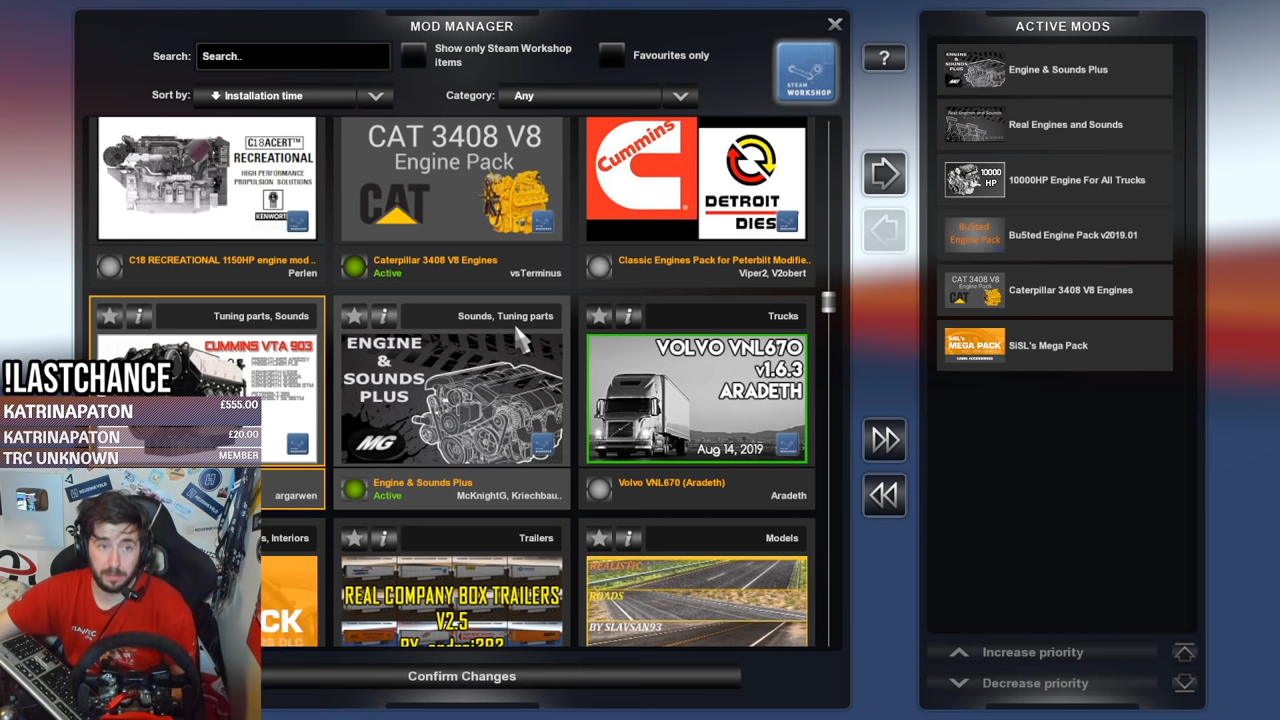 MOD MANAGER
Search:
Search..
Show only Steam Workshop
items
Favourites only
STEAM
WORKSHOP
Sort by:
Installation time
Category:
Any
C18ACERT™
RECREATIONAL
HIGH PERFORMANCE
PROPULSION SOLUTIONS
C18 RECREATIONAL 1150HP engine mod ..
Perlen
CAT 3408 V8
Engine Pack
CAT
Caterpillar 3408 V8 Engines
Active
vsTerminus
Cummins
DETROIT
DIES
Classic Engines Pack for Peterbilt Modifie..
Viper2, V2obert
Tuning parts, Sounds
CUMMINS VTA 903
argarwen
Sounds, Tuning parts
ENGINE
&
SOUNDS
PLUS
MG
Engine & Sounds Plus
Active
McKnightG, Kriechbau..
Trucks
VOLVO VNL670
v1.6.3
ARADETH
Aug 14, 2019
Volvo VNL670 (Aradeth)
Aradeth
s, Interiors
CK
Trailers
REAL COMPANY BOX TRAILERS
V2.5
Models
REALISTIC
ROADS
BY SLAVSAN93
Confirm Changes
?
ACTIVE MODS
Engine & Sounds Plus
Real Engines and Sounds
10000
HP
10000HP Engine For All Trucks
Bu5ted
Engine Pack
Bu5ted Engine Pack v2019.01
CAT 3408 V8
Engine Pack
CAT
Caterpillar 3408 V8 Engines
SiSL's
MEGA PACK
SiSL's Mega Pack
Increase priority
Decrease priority
!LASTCHANCE
KATRINAPATON
£555.00
KATRINAPATON
£20.00
TRC UNKNOWN
MEMBER